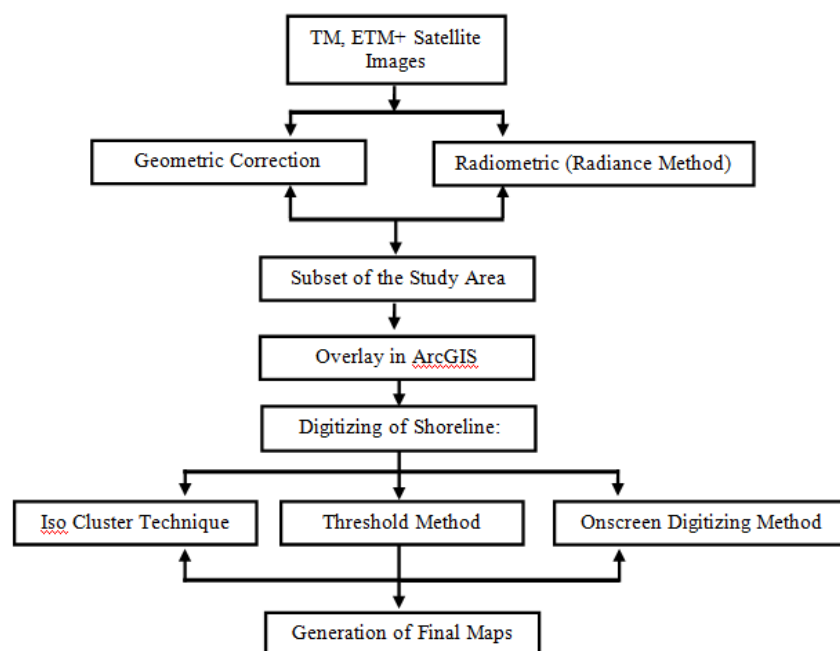 TM, ETM+ Satellite
Images
Geometric Correction
Radiometric (Radiance Method)
Subset of the Study Area
Overlay in ArcGIS
Digitizing of Shoreline:
Iso Cluster Technique
Threshold Method
Onscreen Digitizing Method
Generation of Final Maps